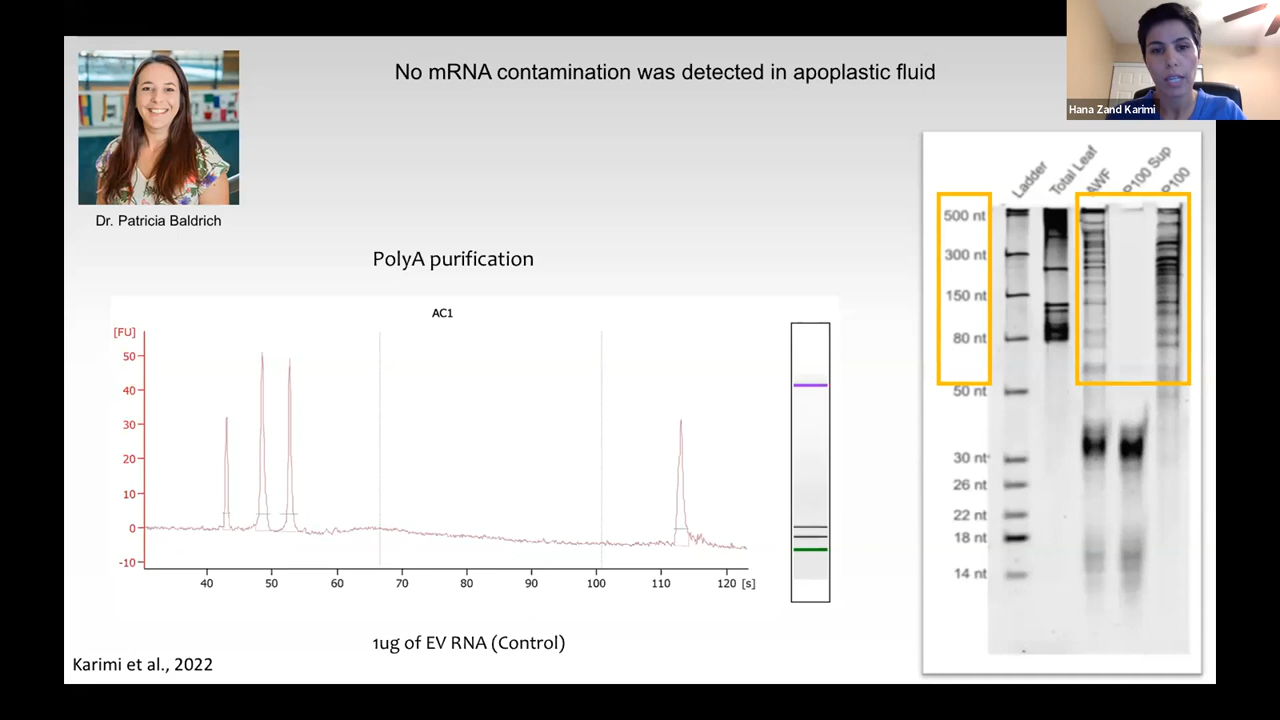 No mRNA contamination was detected in apoplastic fluid
Hana Zand Karimi
Dr. Patricia Baldrich
PolyA purification
AC1
[FU]
50
40
30
20
10
0
-10
40 50 60 70 80 90 100 110 120 [s]
1ug of EV RNA (Control)
Karimi et al., 2022
Ladder
Total Leaf
AWF
P100 Sup
P100
500 nt
300 nt
150 nt
80 nt
50 nt
30 nt
26 nt
22 nt
18 nt
14 nt